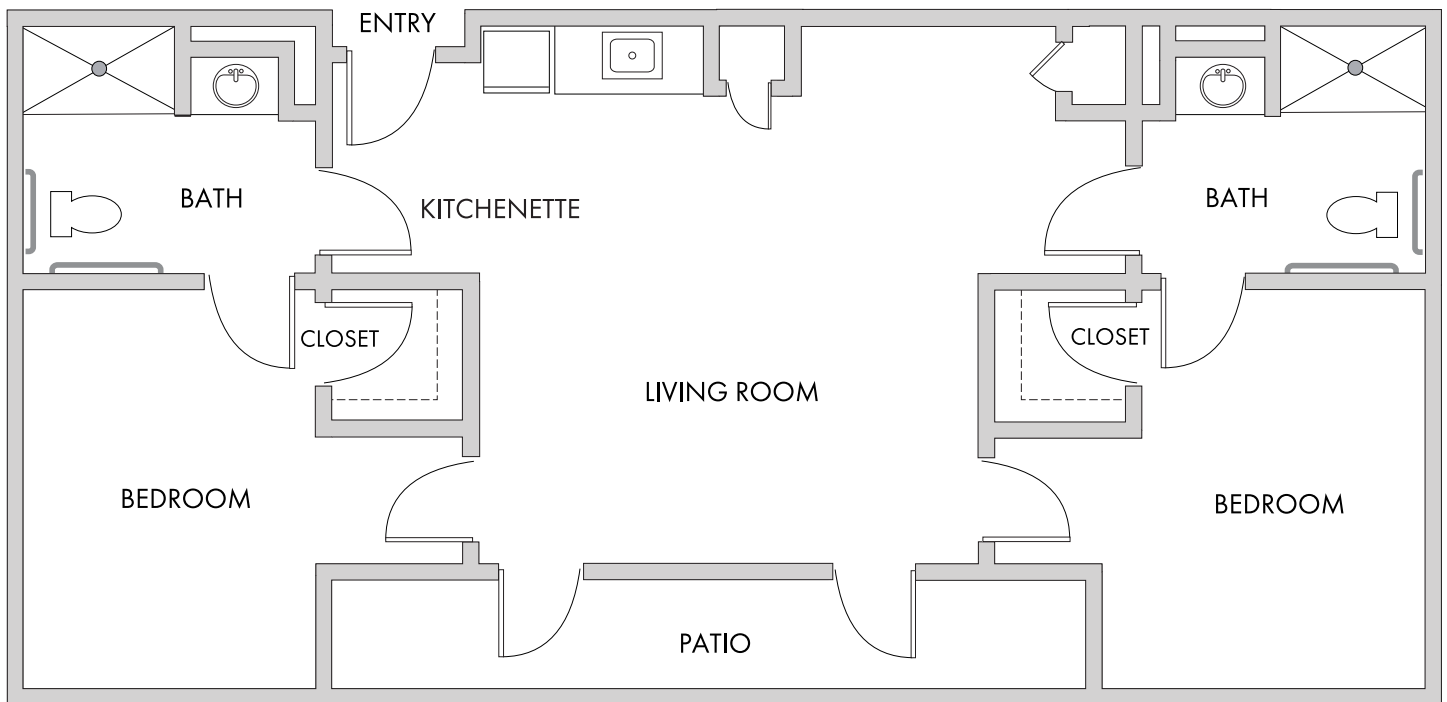 ENTRY
BATH
KITCHENETTE
BATH
CLOSET
CLOSET
LIVING ROOM
BEDROOM
BEDROOM
PATIO